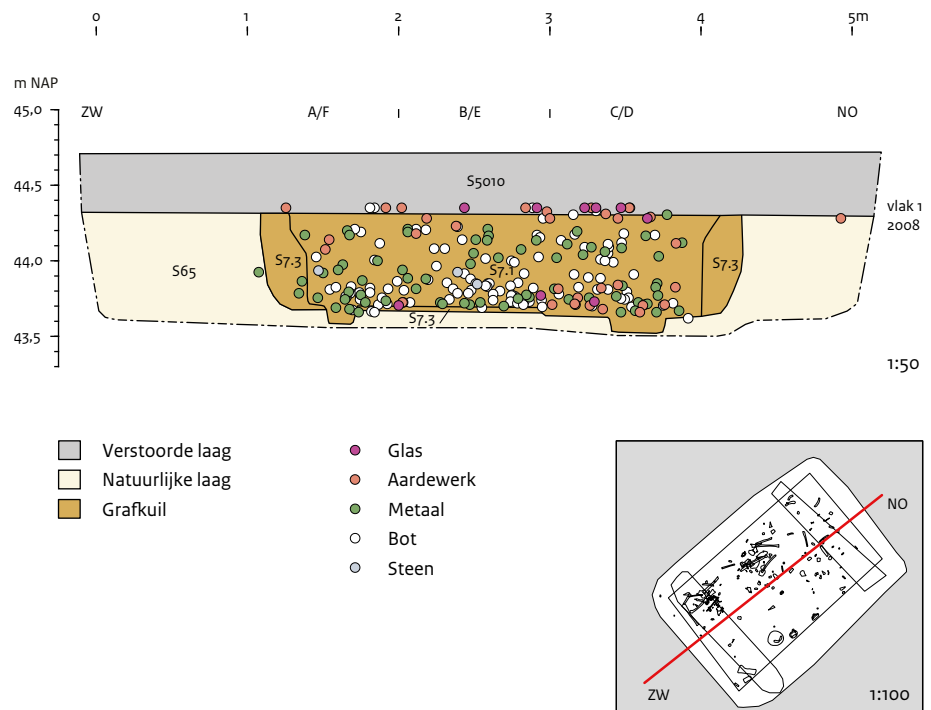 0 1 2 3 4 5m
m NAP
45,0 ZW A/F B/E C/D NO
44,5 S5010
vlak 1
2008
44,0 S65 S7.3 S7.1 S7.3
S7.3
43,5
1:50
Verstoorde laag
Natuurlijke laag
Grafkuil
Glas
Aardewerk
Metaal
Bot
Steen
NO
ZW
1:100